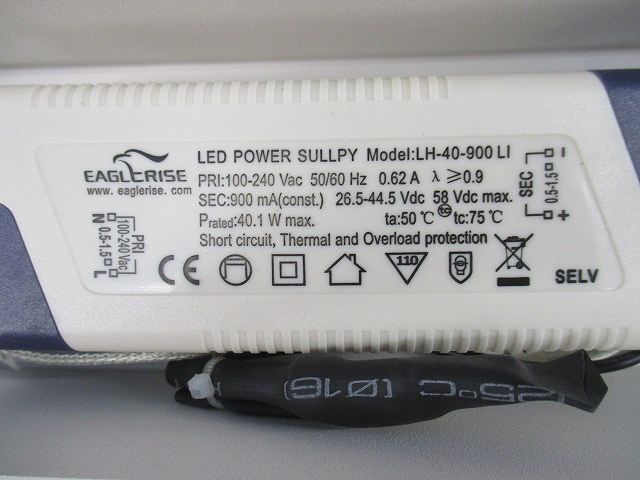 EAGLERISE
www. eaglerise. com
LED POWER SULLPY Model:LH-40-900 LI
PRI:100-240 Vac 50/60 Hz 0.62 A λ ≥0.9
SEC:900 mA(const.) 26.5-44.5 Vdc 58 Vdc max.
Prated:40.1 W max. ta:50 ℃ tc tc:75 ℃
Short circuit, Thermal and Overload protection
N 0.5-1.5 L
(100-240 Vac)
PRI
SEC
0.5-1.5
- +
CE
110
SELV
125°C (Ø16)